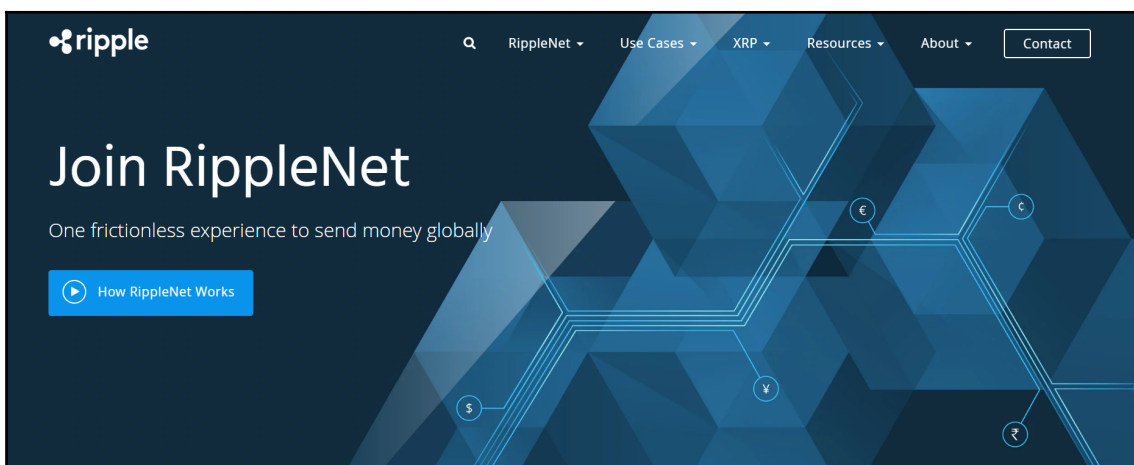 ripple
RippleNet Use Cases XRP Resources About Contact
Join RippleNet
One frictionless experience to send money globally
How RippleNet Works
€
¢
¥
$
₹